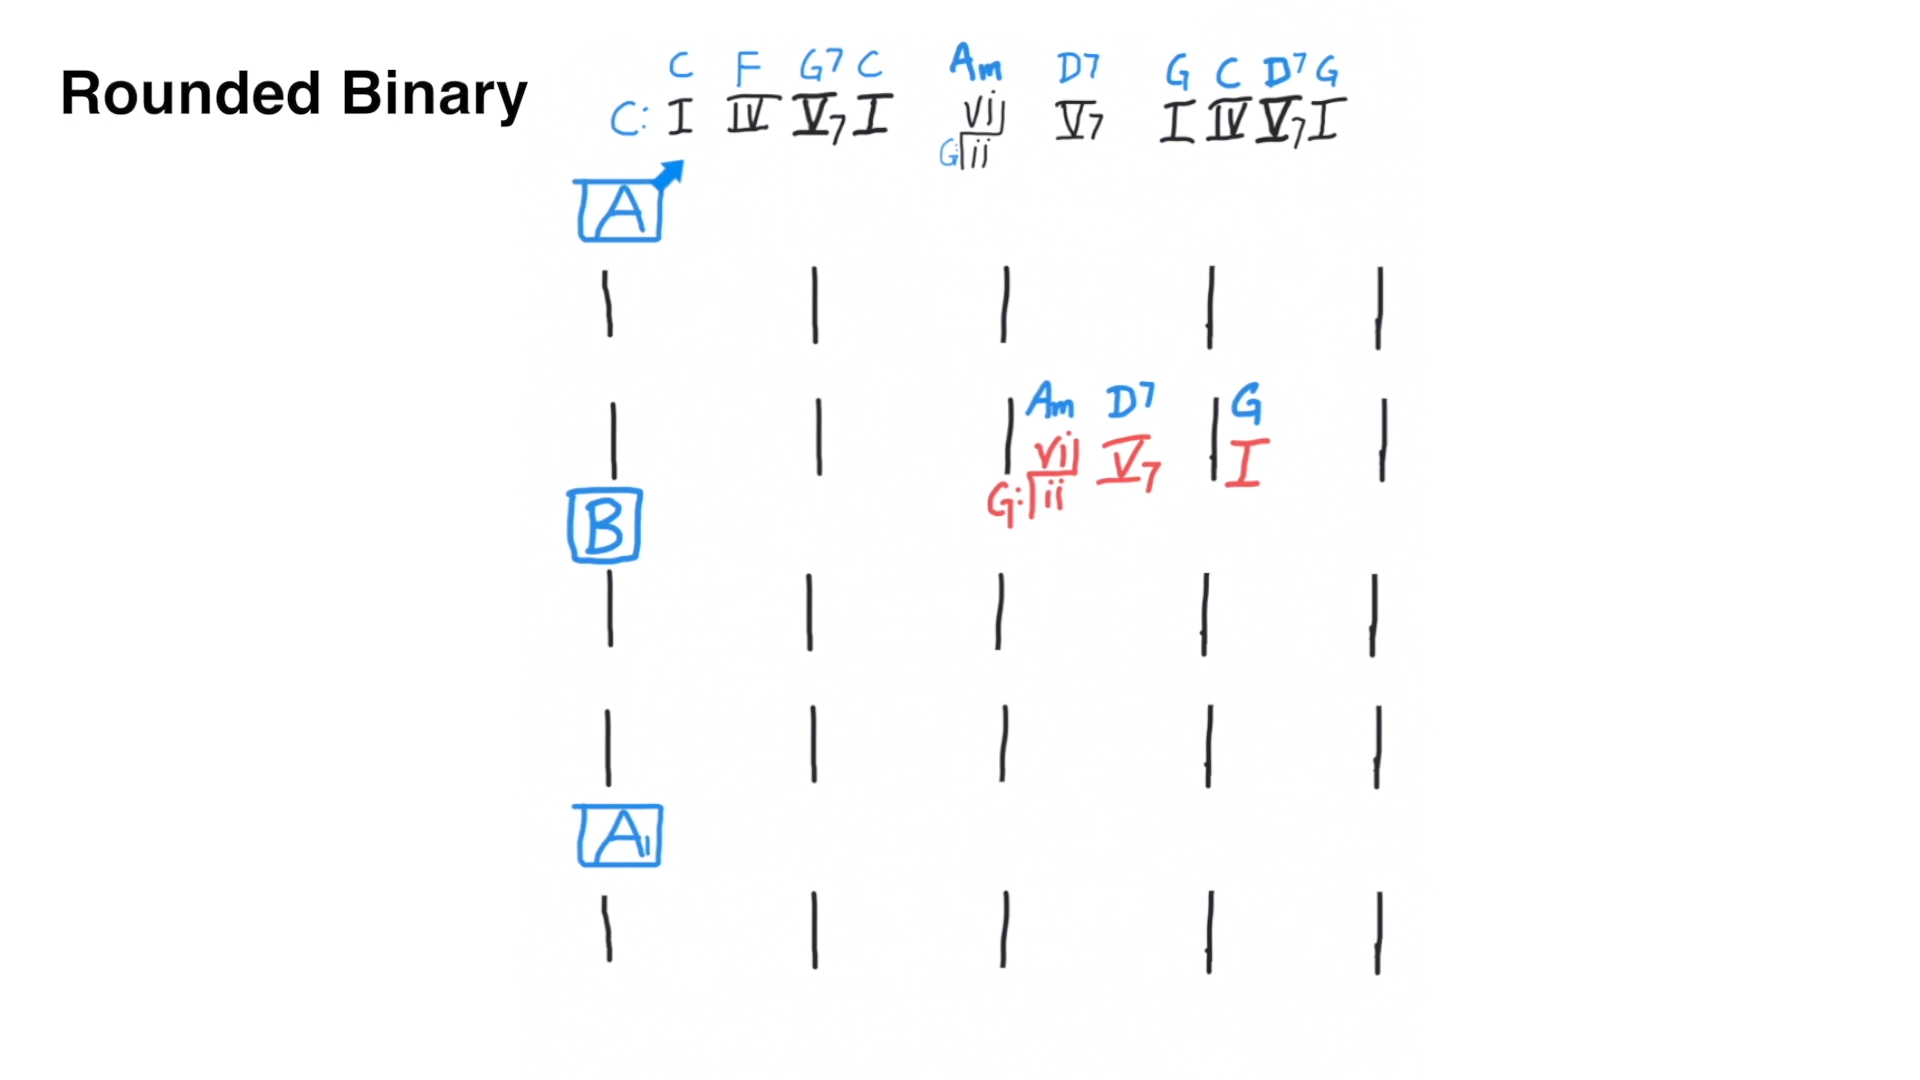 Rounded Binary
C F G7 C Am D7 G C D7 G
C: I IV V7 I vi V7 I IV V7 I
G: ii
A
Am D7 G
vi V7 I
G: ii
B
A1